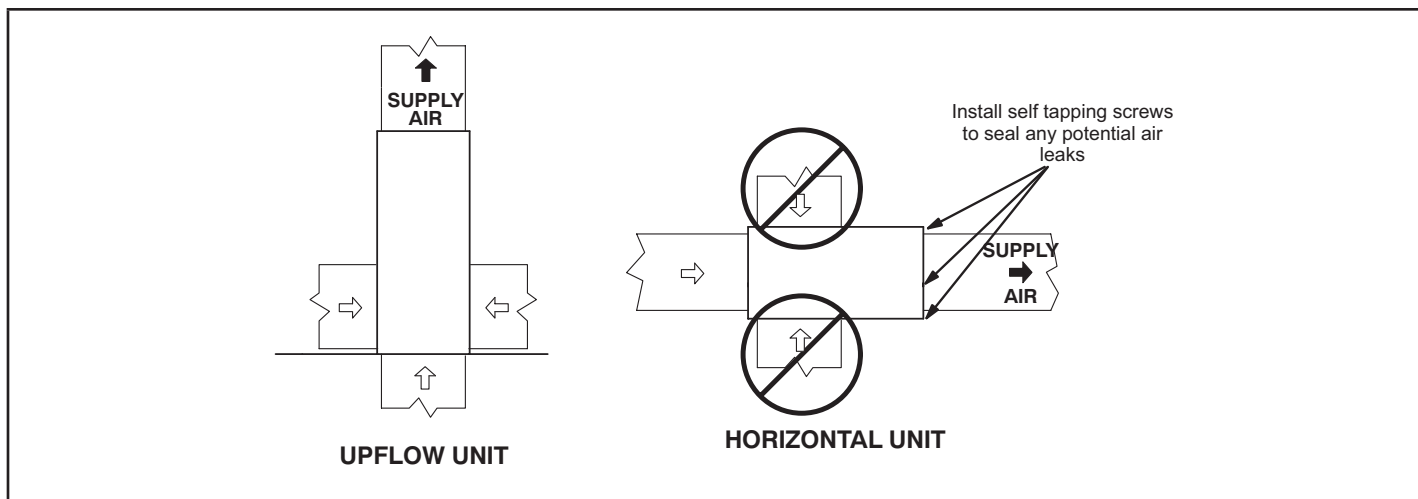 SUPPLY
AIR
UPFLOW UNIT
Install self tapping screws
to seal any potential air
leaks
SUPPLY
AIR
HORIZONTAL UNIT